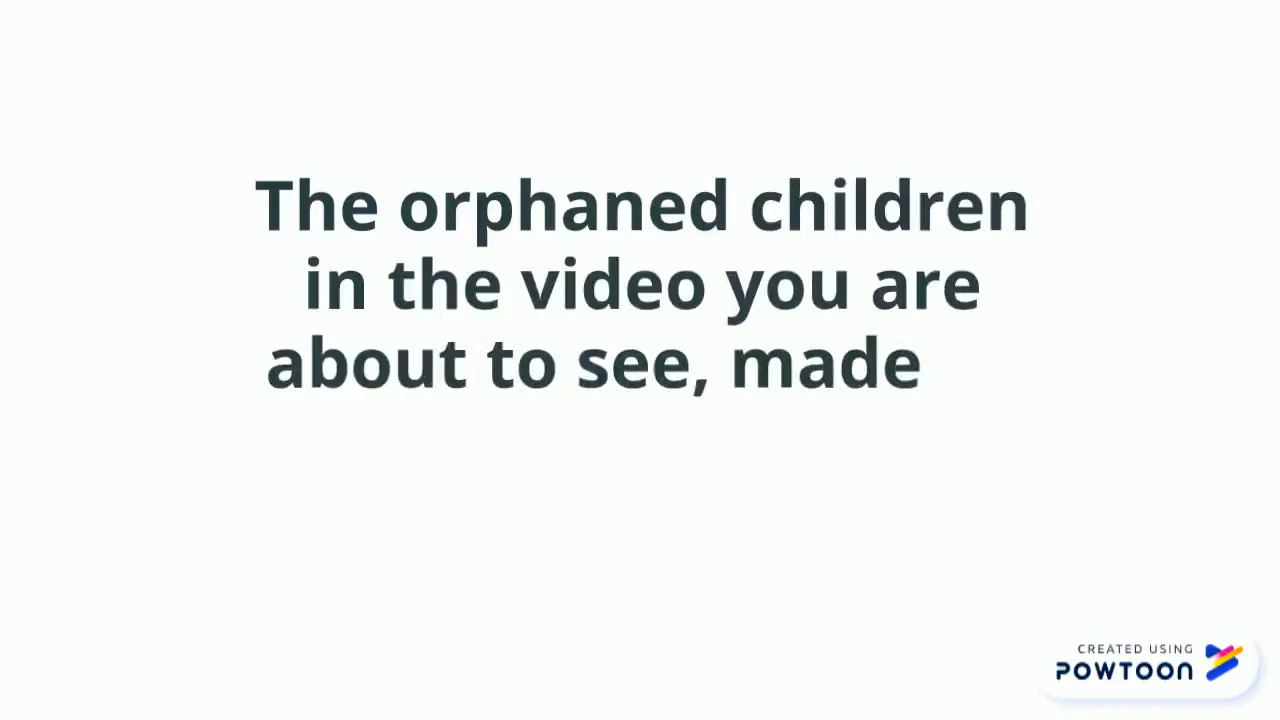 The orphaned children
in the video you are
about to see, made
CREATED USING
POWTOON